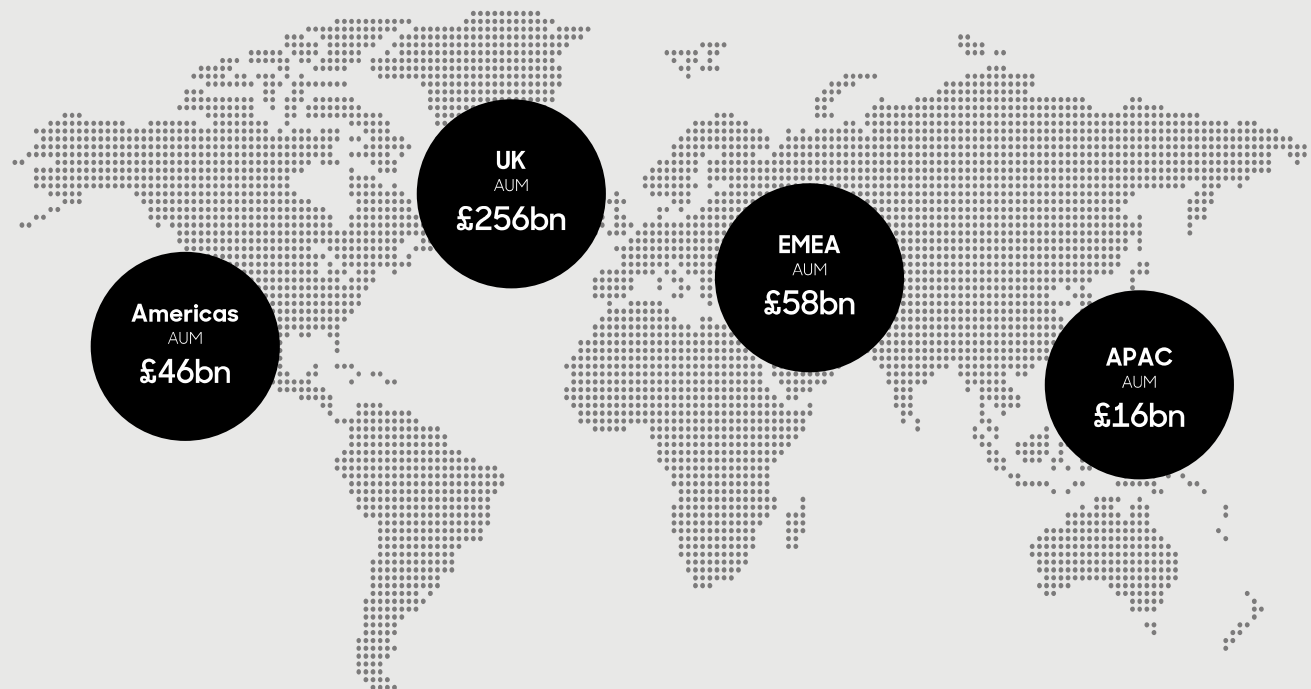 UK
AUM
£256bn
EMEA
AUM
£58bn
Americas
AUM
£46bn
APAC
AUM
£16bn